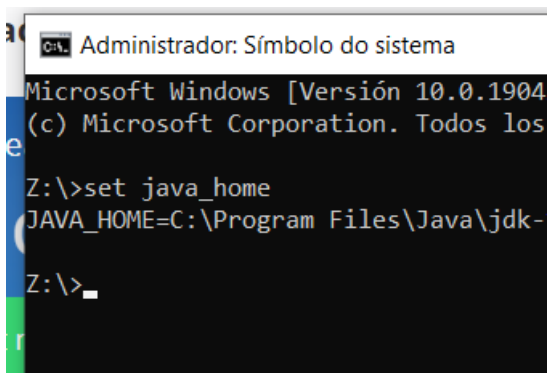 Administrador: Símbolo do sistema
Microsoft Windows [Versión 10.0.1904
(c) Microsoft Corporation. Todos los
Z:\>set java_home
JAVA_HOME=C:\Program Files\Java\jdk-
Z:\>